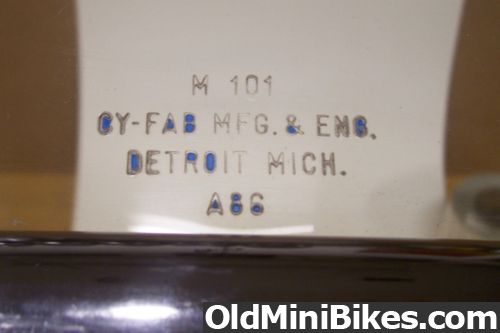 M 101
CY-FAB MFG. & ENG.
DETROIT MICH.
A86
OldMiniBikes.com